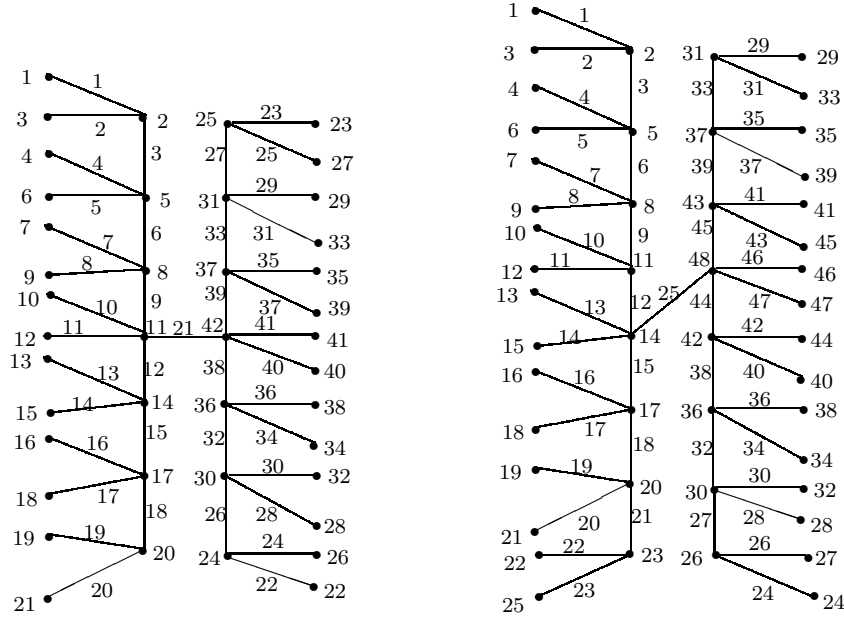 1 1
3 2 2
3
4 4
6 5 5
6
7 7
9 8 8
9
10 10
12 11 11 21
12
13 13
15 14 14
15
16 16
18 17 17
18
19 19
21 20 20
25 23 23
27 25 27
31 29 29
33 31 33
37 35 35
39 37 39
42 41 41
38 40 40
36 36 38
32 34 34
30 30 32
26 28 28
24 24 26
22 22
1 1
3 2 2
3
4 4
6 5 5
6
7 7
9 8 8
9
10 10
12 11 11
12 25
13 13
15 14 14
15
16 16
18 17 17
18
19 19
21 20 20
21
22 22 23
25 23
31 29 29
33 31 33
37 35 35
39 37 39
43 41 41
45 43 45
48 46 46
44 47 47
42 42 44
38 40 40
36 36 38
32 34 34
30 30 32
27 28 28
26 26 27
24 24